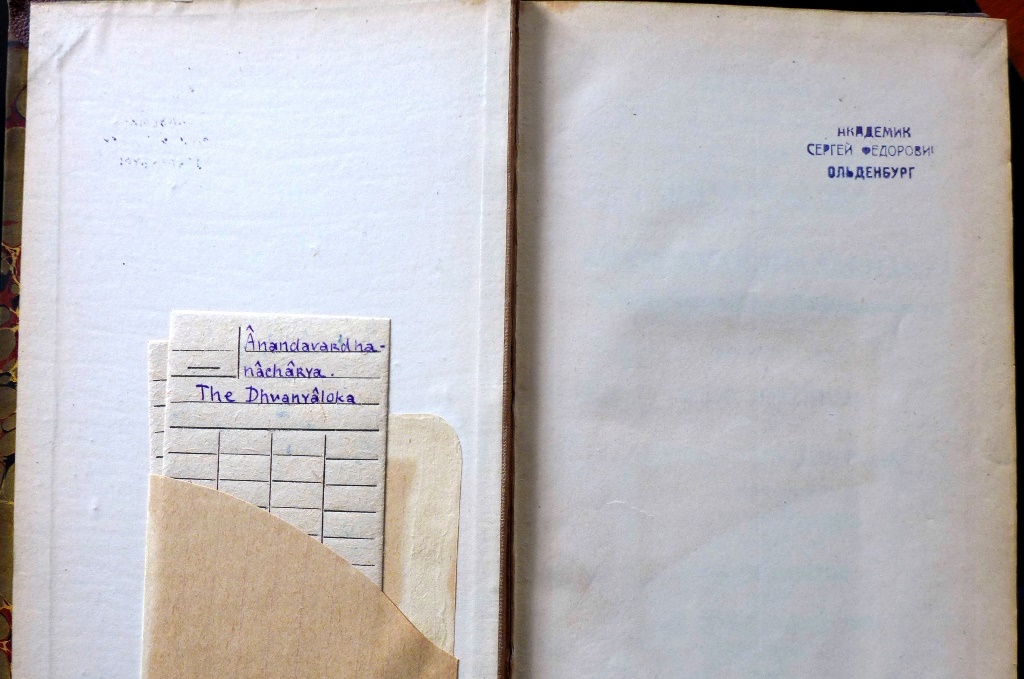 Ânandavardha-
nâchârya.
The Dhvanyâloka
АКАДЕМИК
СЕРГЕЙ ФЕДОРОВИЧ
ОЛЬДЕНБУРГ